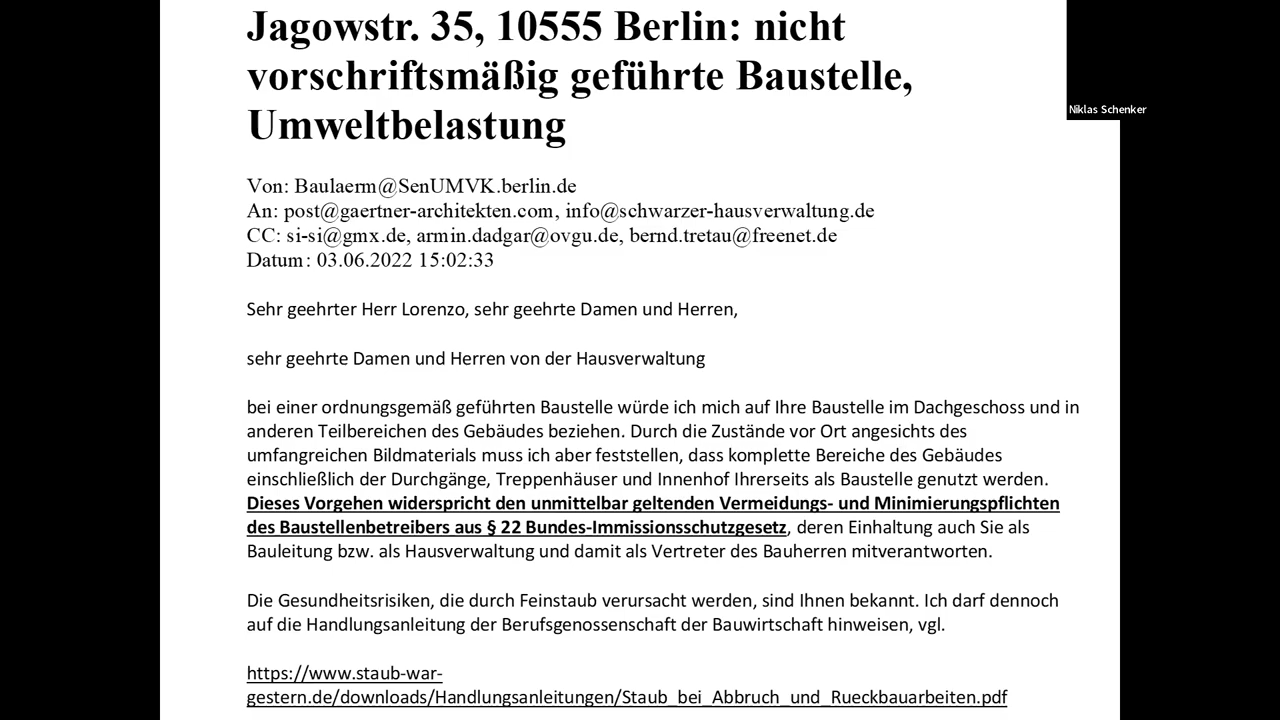 Jagowstr. 35, 10555 Berlin: nicht
vorschriftsmäßig geführte Baustelle,
Umweltbelastung
Niklas Schenker
Von: Baulaerm@SenUMVK.berlin.de
An: post@gaertner-architekten.com, info@schwarzer-hausverwaltung.de
CC: si-si@gmx.de, armin.dadgar@ovgu.de, bernd.tretau@freenet.de
Datum: 03.06.2022 15:02:33
Sehr geehrter Herr Lorenzo, sehr geehrte Damen und Herren,
sehr geehrte Damen und Herren von der Hausverwaltung
bei einer ordnungsgemäß geführten Baustelle würde ich mich auf Ihre Baustelle im Dachgeschoss und in
anderen Teilbereichen des Gebäudes beziehen. Durch die Zustände vor Ort angesichts des
umfangreichen Bildmaterials muss ich aber feststellen, dass komplette Bereiche des Gebäudes
einschließlich der Durchgänge, Treppenhäuser und Innenhof Ihrerseits als Baustelle genutzt werden.
Dieses Vorgehen widerspricht den unmittelbar geltenden Vermeidungs- und Minimierungspflichten
des Baustellenbetreibers aus § 22 Bundes-Immissionsschutzgesetz, deren Einhaltung auch Sie als
Bauleitung bzw. als Hausverwaltung und damit als Vertreter des Bauherren mitverantworten.
Die Gesundheitsrisiken, die durch Feinstaub verursacht werden, sind Ihnen bekannt. Ich darf dennoch
auf die Handlungsanleitung der Berufsgenossenschaft der Bauwirtschaft hinweisen, vgl.
https://www.staub-war-
gestern.de/downloads/Handlungsanleitungen/Staub_bei_Abbruch_und_Rueckbauarbeiten.pdf